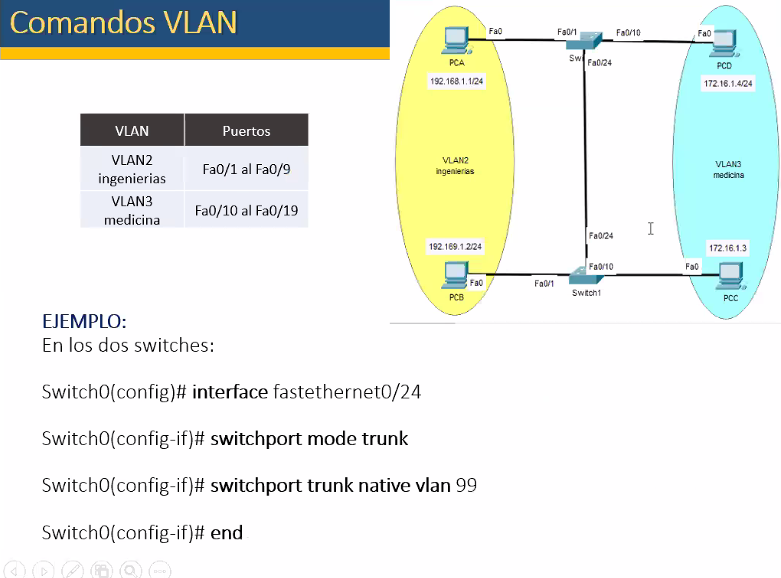 Comandos VLAN
VLAN Puertos
VLAN2 ingenierias Fa0/1 al Fa0/9
VLAN3 medicina Fa0/10 al Fa0/19
Fa0 Fa0/1 Fa0/10 Fa0
PCA Swi Fa0/24 PCD
192.168.1.1/24 172.16.1.4/24
VLAN2 ingenierias
VLAN3 medicina
Fa0/24
192.169.1.2/24 172.16.1.3
Fa0/10 Fa0
Fa0 Fa0/1
PCB Switch1 PCC
EJEMPLO:
En los dos switches:
Switch0(config)# interface fastethernet0/24
Switch0(config-if)# switchport mode trunk
Switch0(config-if)# switchport trunk native vlan 99
Switch0(config-if)# end